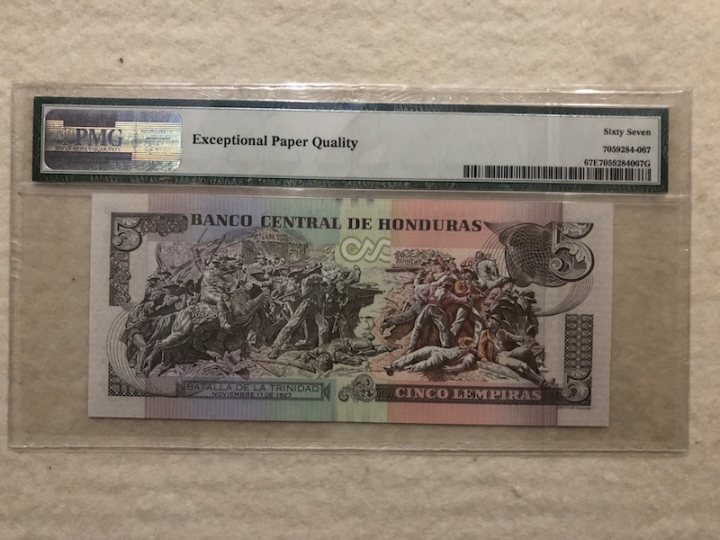 PMG
Exceptional Paper Quality
Sixty Seven
7059284-067
67E7059284067G
BANCO CENTRAL DE HONDURAS
5
5
BATALLA DE LA TRINIDAD
NOVIEMBRE 11 DE 1827
CINCO LEMPIRAS
5